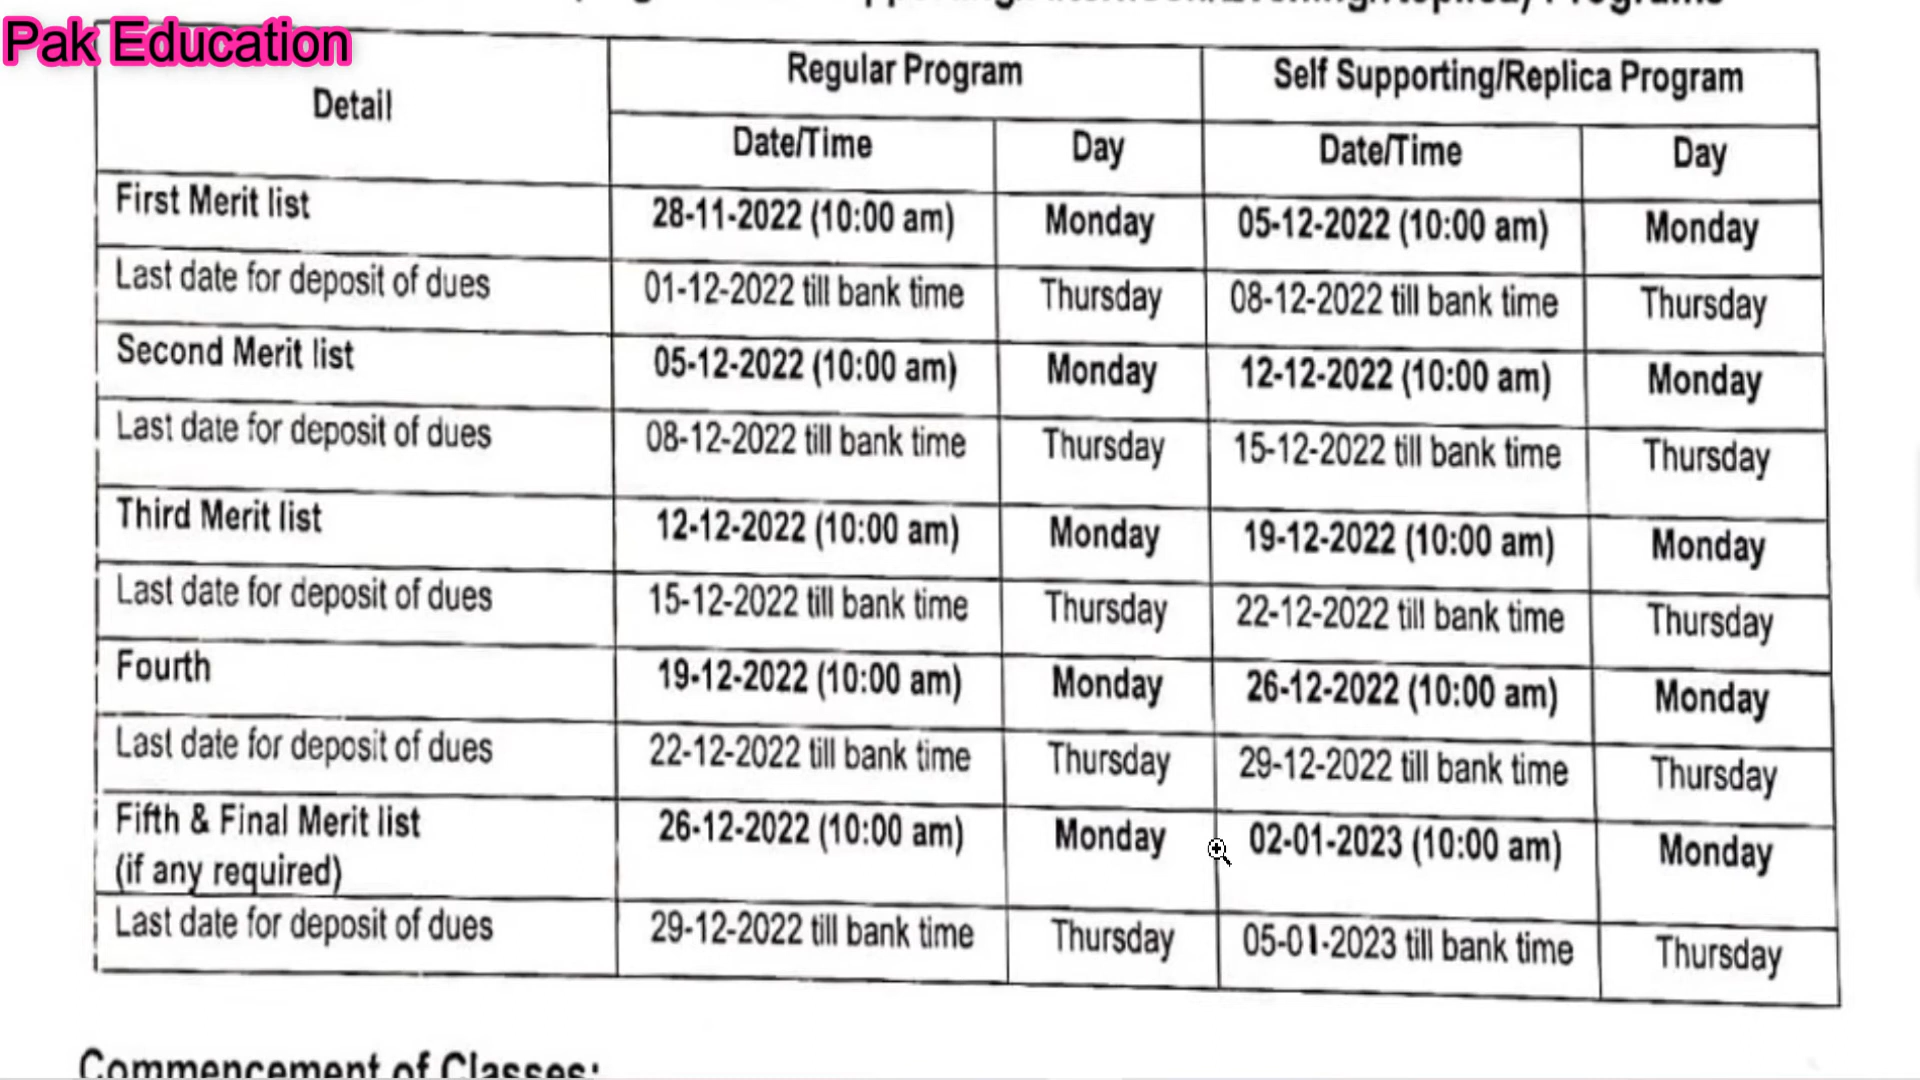 Programs
Pak Education
Detail
Regular Program
Self Supporting/Replica Program
Date/Time
Day
Date/Time
Day
First Merit list
28-11-2022 (10:00 am)
Monday
05-12-2022 (10:00 am)
Monday
Last date for deposit of dues
01-12-2022 till bank time
Thursday
08-12-2022 till bank time
Thursday
Second Merit list
05-12-2022 (10:00 am)
Monday
12-12-2022 (10:00 am)
Monday
Last date for deposit of dues
08-12-2022 till bank time
Thursday
15-12-2022 till bank time
Thursday
Third Merit list
12-12-2022 (10:00 am)
Monday
19-12-2022 (10:00 am)
Monday
Last date for deposit of dues
15-12-2022 till bank time
Thursday
22-12-2022 till bank time
Thursday
Fourth
19-12-2022 (10:00 am)
Monday
26-12-2022 (10:00 am)
Monday
Last date for deposit of dues
22-12-2022 till bank time
Thursday
29-12-2022 till bank time
Thursday
Fifth & Final Merit list
(if any required)
26-12-2022 (10:00 am)
Monday
02-01-2023 (10:00 am)
Monday
Last date for deposit of dues
29-12-2022 till bank time
Thursday
05-01-2023 till bank time
Thursday
Commencement of Classes: